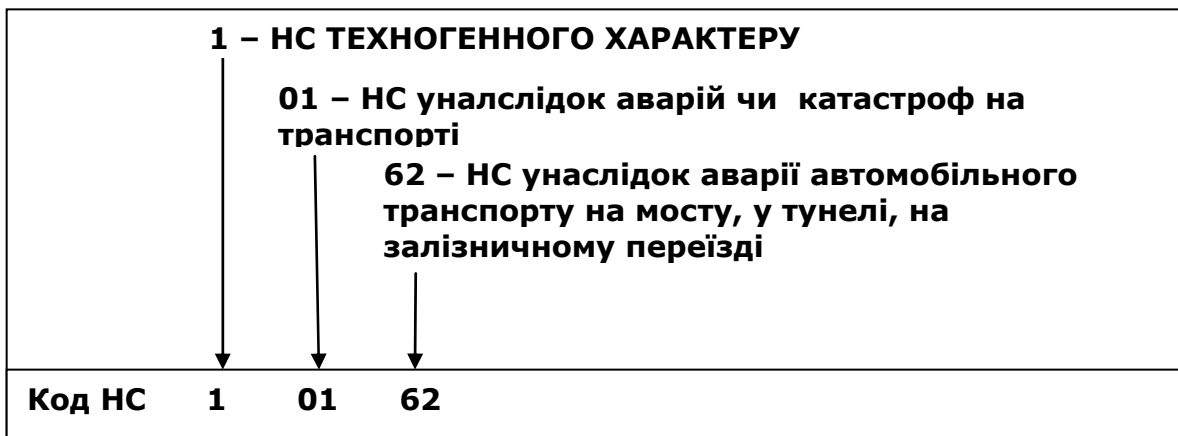 1 – НС ТЕХНОГЕННОГО ХАРАКТЕРУ
01 – НС уналслідок аварій чи катастроф на
транспорті
62 – НС унаслідок аварії автомобільного
транспорту на мосту, у тунелі, на
залізничному переїзді
Код НС 1 01 62